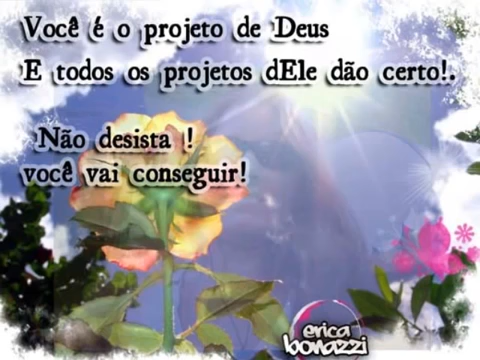 Você é o projeto de Deus
E todos os projetos dEle dão certo!.
Não desista !
você vai conseguir!
erica
bonazzi